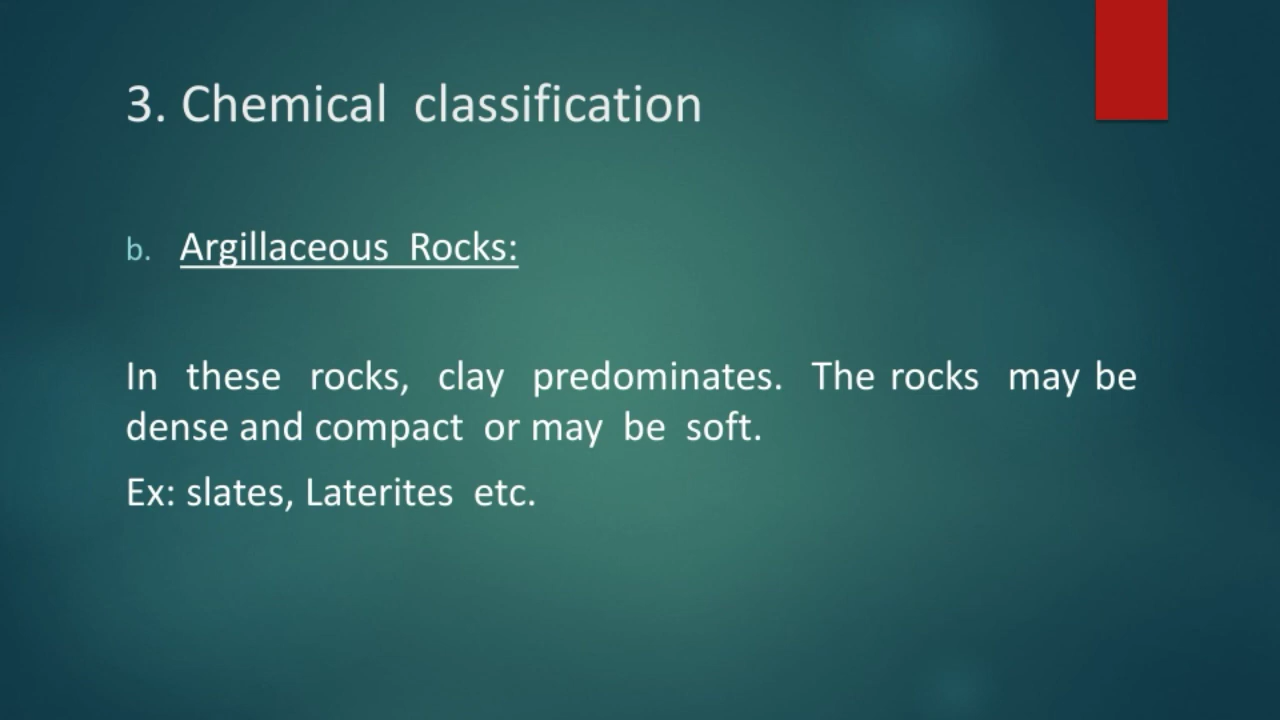 3. Chemical classification
b. Argillaceous Rocks:
In these rocks, clay predominates. The rocks may be
dense and compact or may be soft.
Ex: slates, Laterites etc.